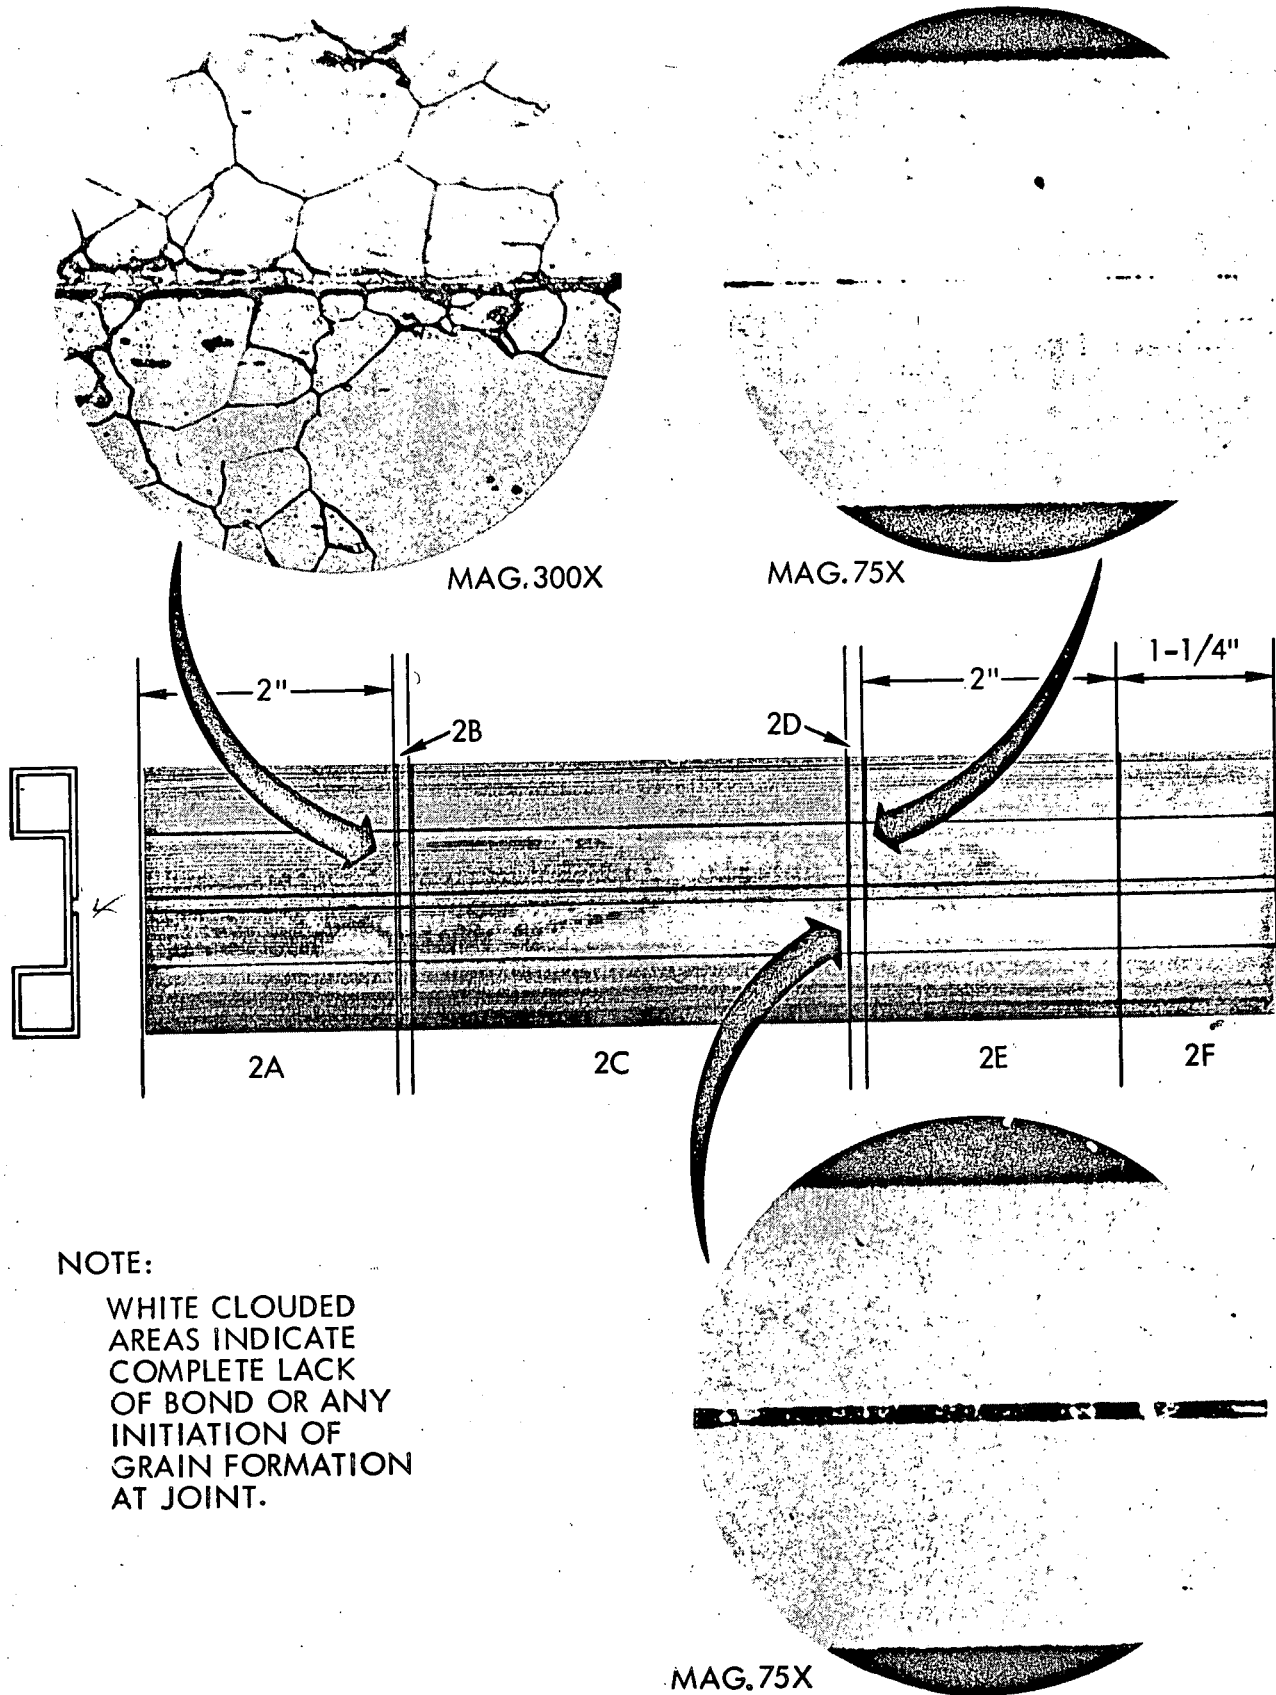 MAG. 300X
MAG. 75X
1-1/4"
2"
2"
2B
2D
2A
2C
2E
2F
NOTE:
WHITE CLOUDED
AREAS INDICATE
COMPLETE LACK
OF BOND OR ANY
INITIATION OF
GRAIN FORMATION
AT JOINT.
MAG. 75X